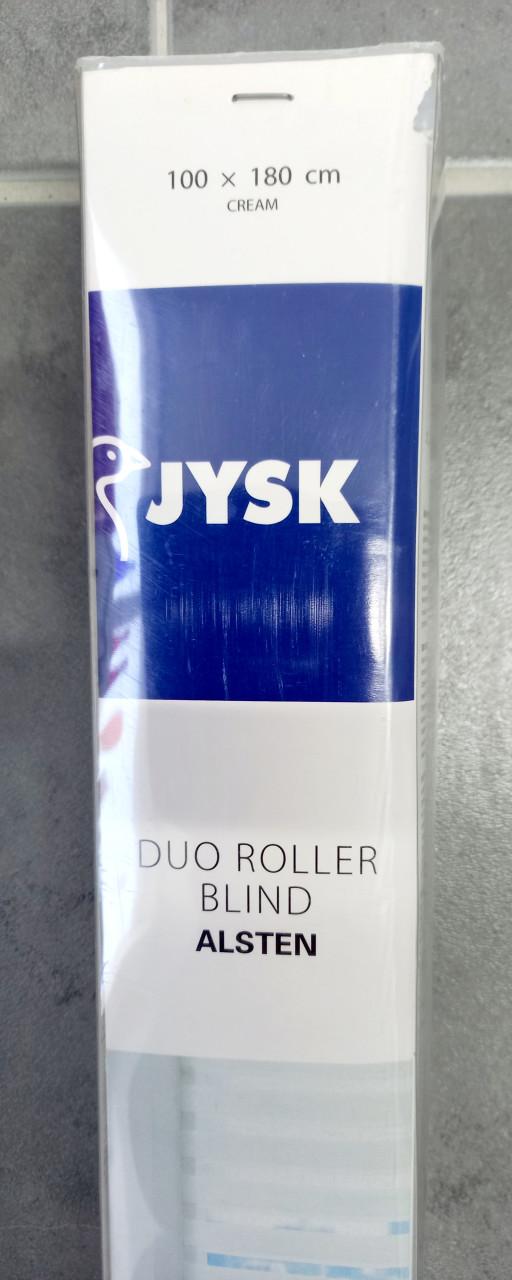 100 × 180 cm
CREAM
JYSK
DUO ROLLER
BLIND
ALSTEN